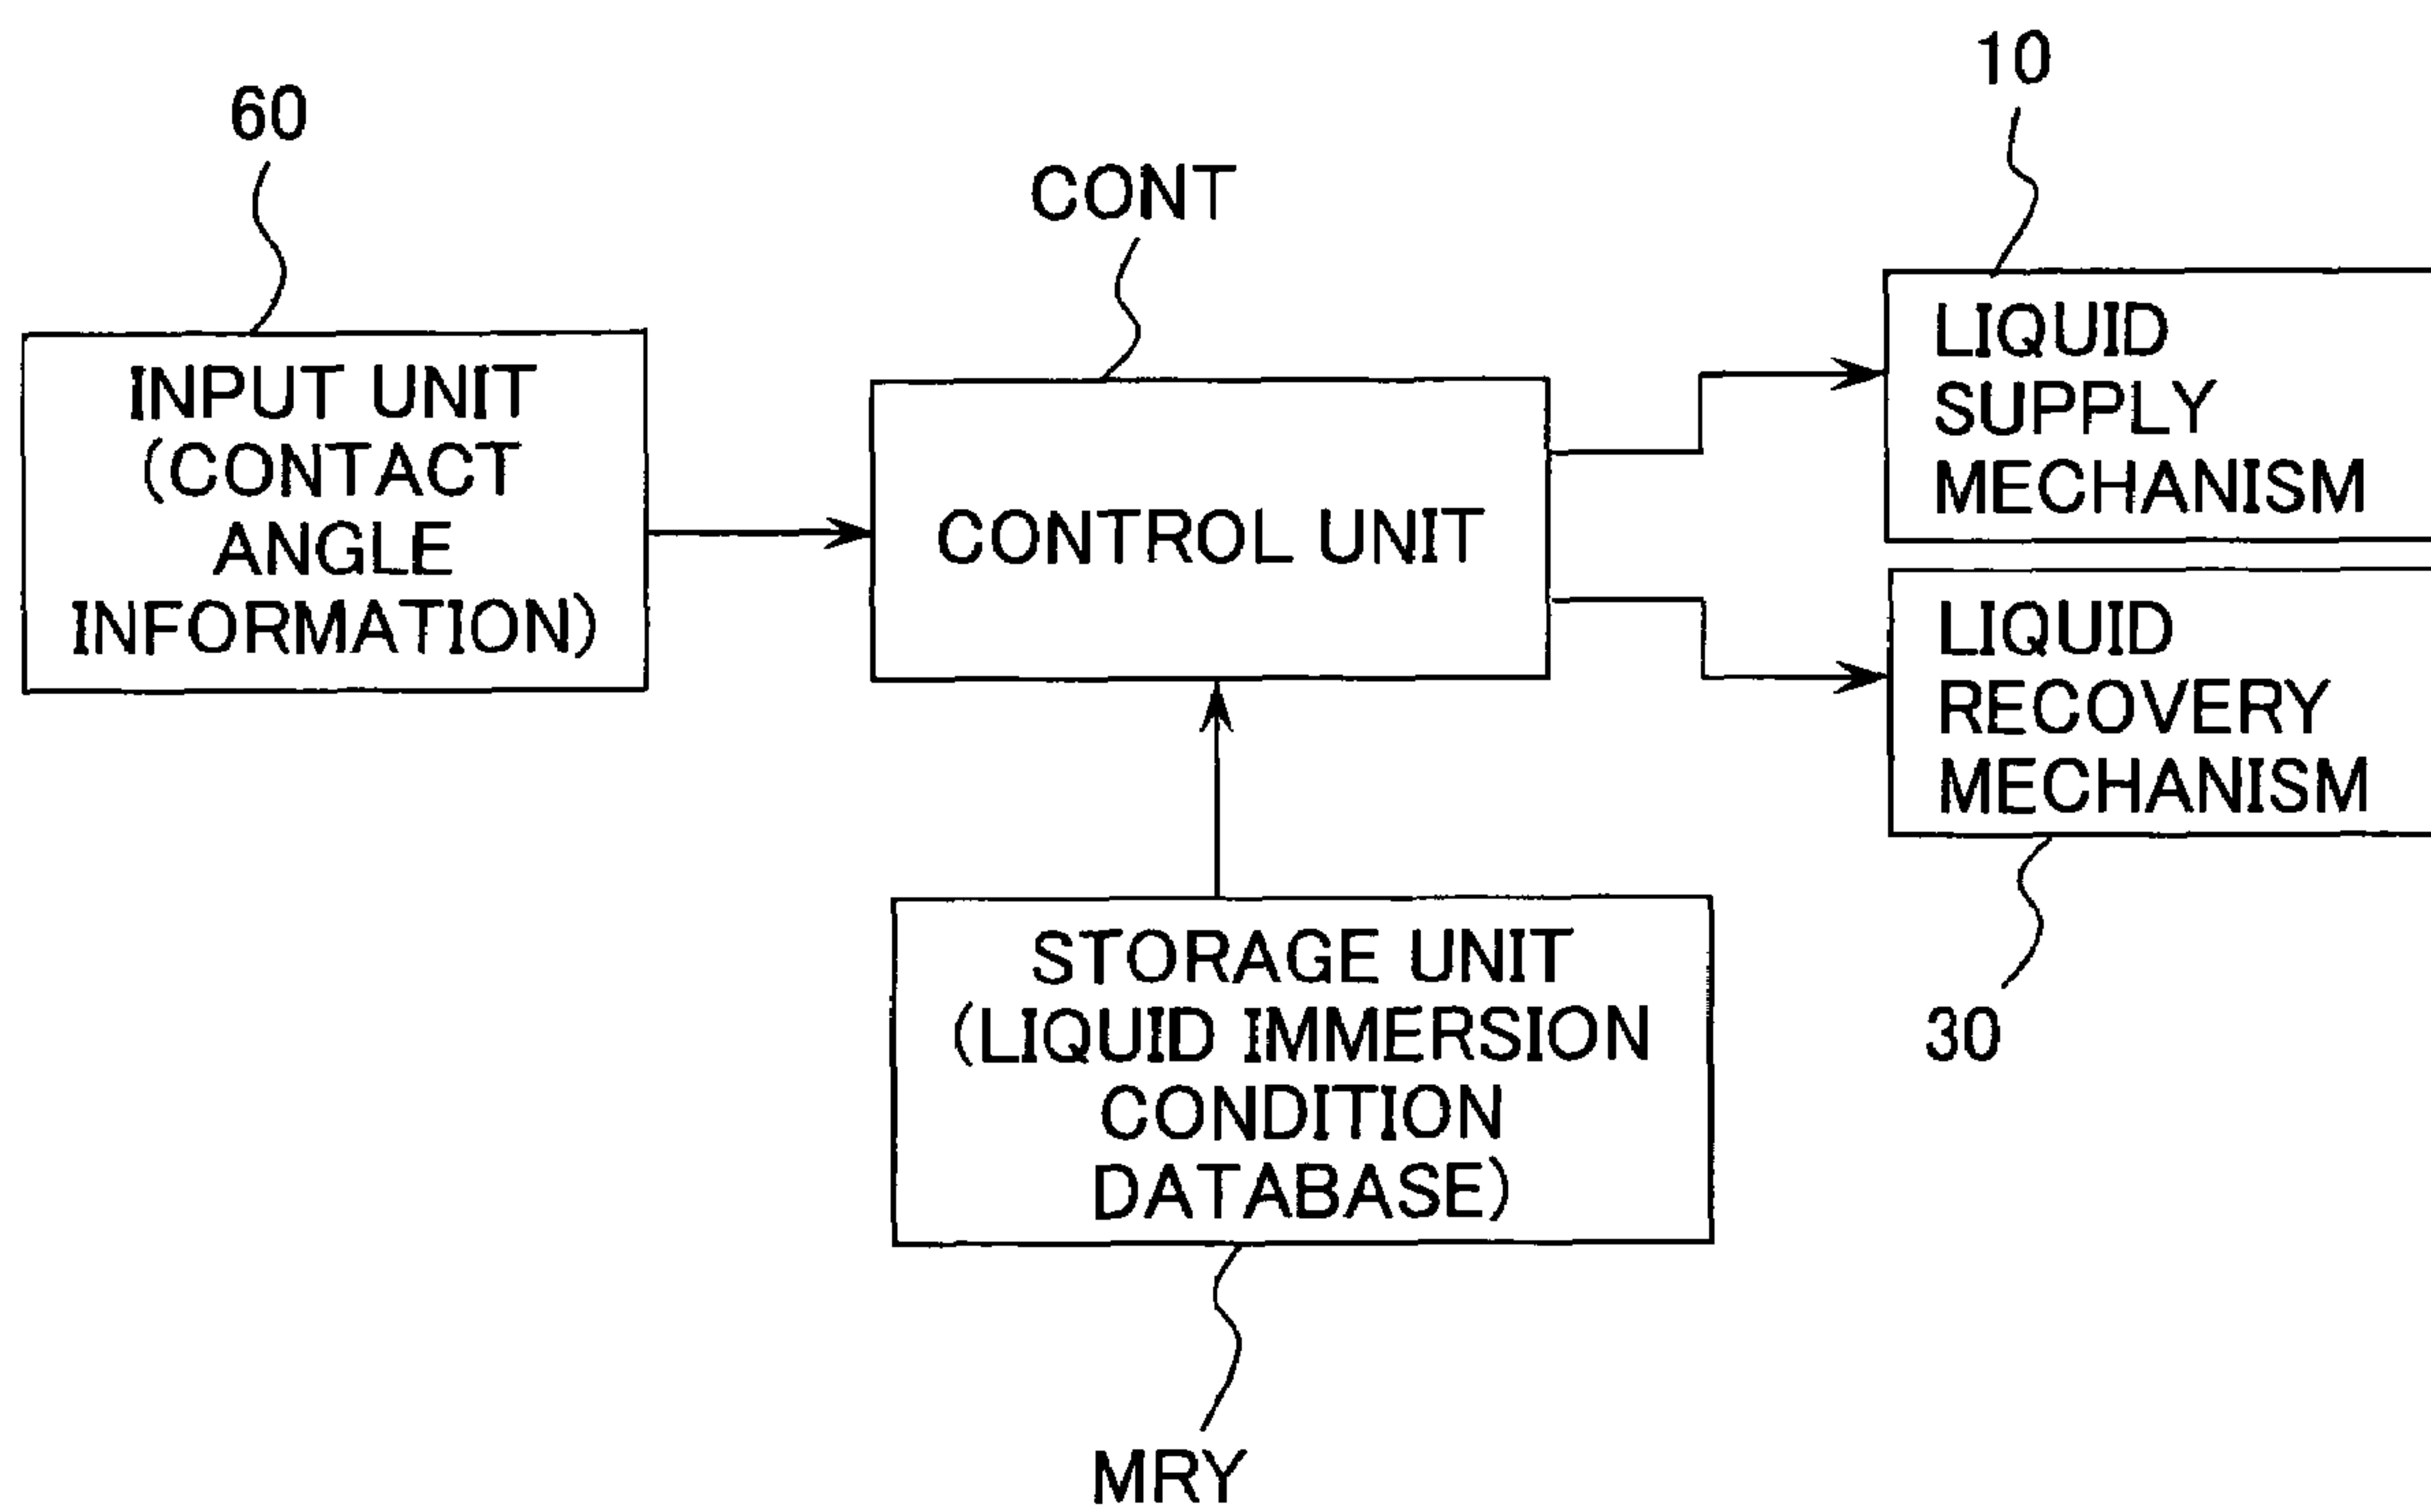 60
INPUT UNIT
(CONTACT
ANGLE
INFORMATION)
CONT
CONTROL UNIT
10
LIQUID
SUPPLY
MECHANISM
LIQUID
RECOVERY
MECHANISM
30
STORAGE UNIT
(LIQUID IMMERSION
CONDITION
DATABASE)
MRY